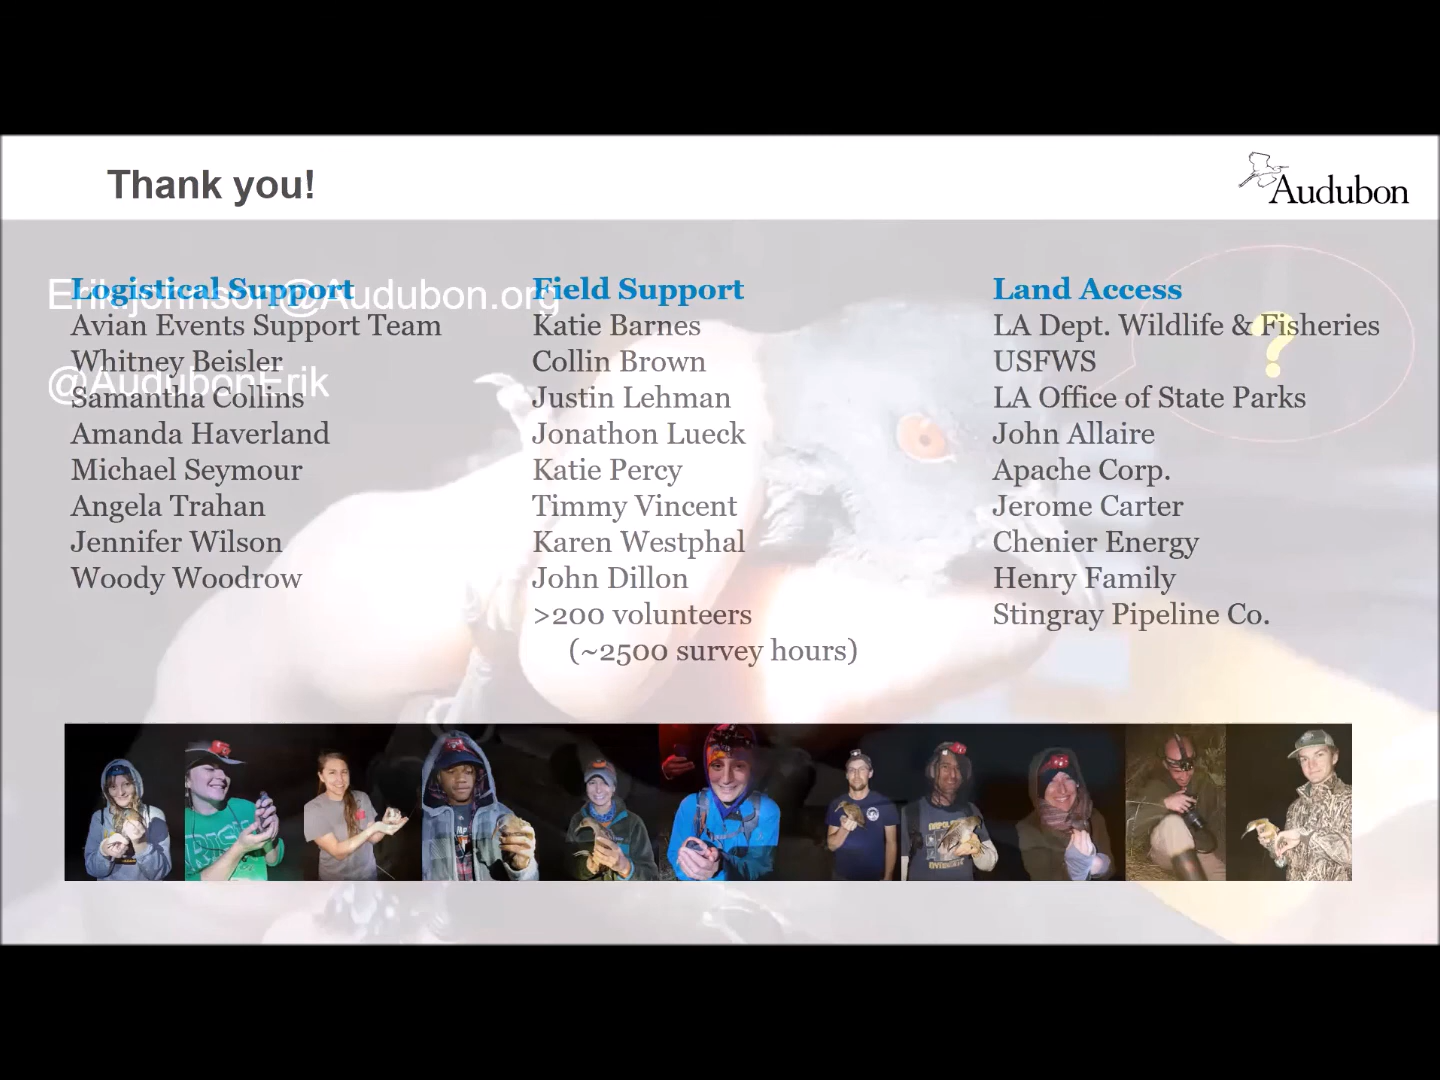 Thank you!
Audubon
Erik.johnson@Audubon.org
@AudubonErik
Logistical Support
Avian Events Support Team
Whitney Beisler
Samantha Collins
Amanda Haverland
Michael Seymour
Angela Trahan
Jennifer Wilson
Woody Woodrow
Field Support
Katie Barnes
Collin Brown
Justin Lehman
Jonathon Lueck
Katie Percy
Timmy Vincent
Karen Westphal
John Dillon
>200 volunteers
(~2500 survey hours)
Land Access
LA Dept. Wildlife & Fisheries
USFWS
LA Office of State Parks
John Allaire
Apache Corp.
Jerome Carter
Chenier Energy
Henry Family
Stingray Pipeline Co.
?